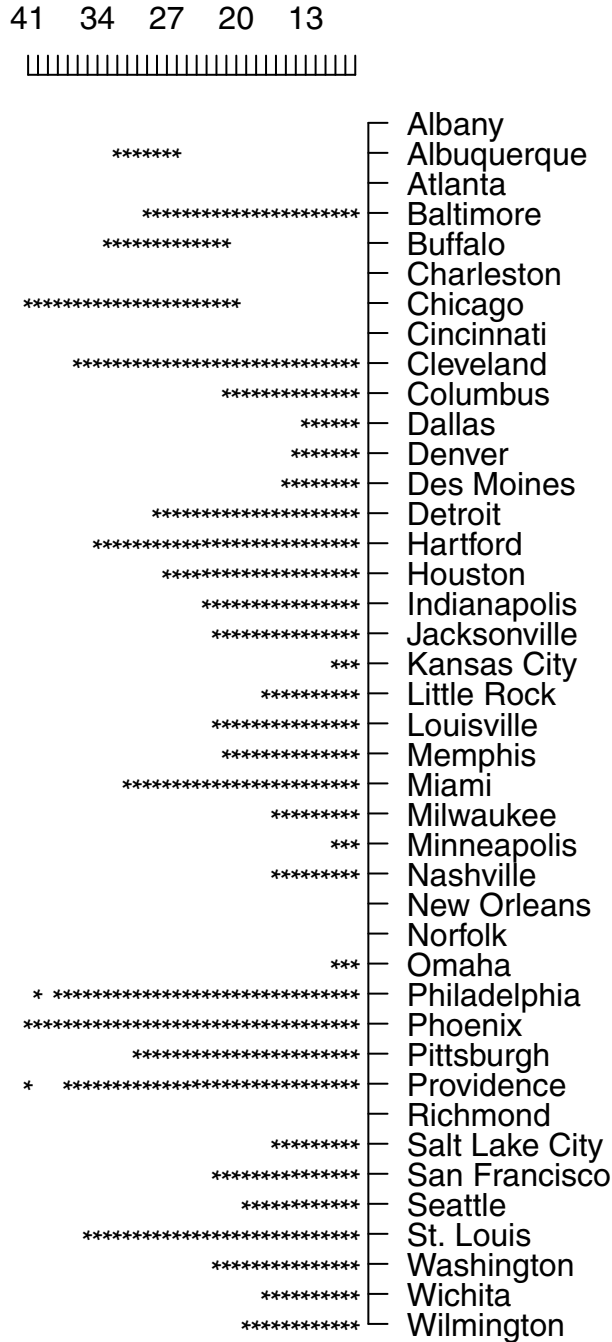 41 34 27 20 13
Albany
Albuquerque
Atlanta
Baltimore
Buffalo
Charleston
Chicago
Cincinnati
Cleveland
Columbus
Dallas
Denver
Des Moines
Detroit
Hartford
Houston
Indianapolis
Jacksonville
Kansas City
Little Rock
Louisville
Memphis
Miami
Milwaukee
Minneapolis
Nashville
New Orleans
Norfolk
Omaha
Philadelphia
Phoenix
Pittsburgh
Providence
Richmond
Salt Lake City
San Francisco
Seattle
St. Louis
Washington
Wichita
Wilmington